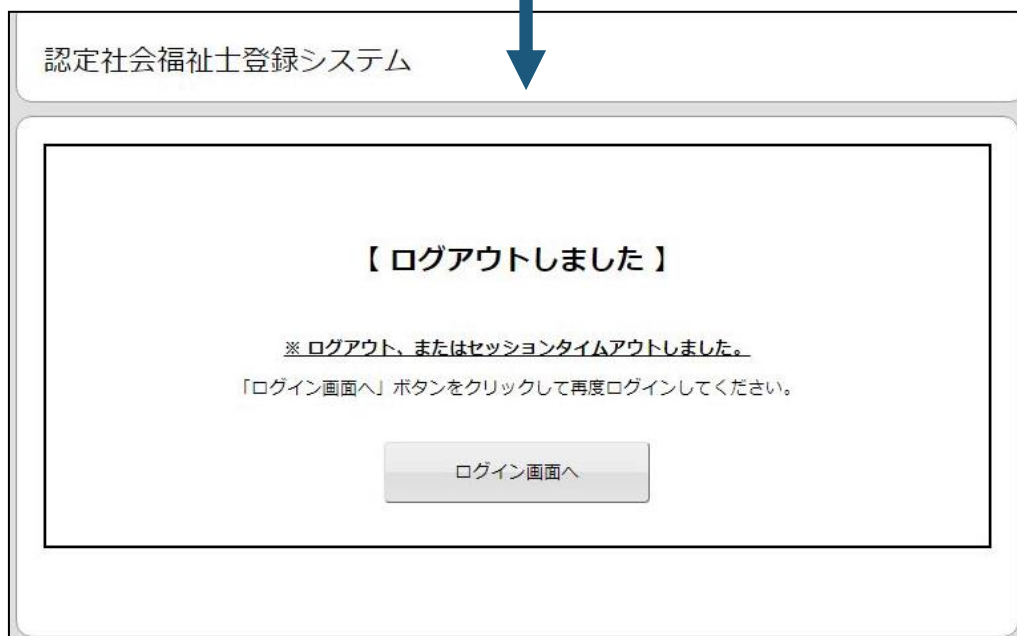 認定社会福祉士登録システム
【 ログアウトしました 】
※ ログアウト、またはセッションタイムアウトしました。
「ログイン画面へ」ボタンをクリックして再度ログインしてください。
ログイン画面へ